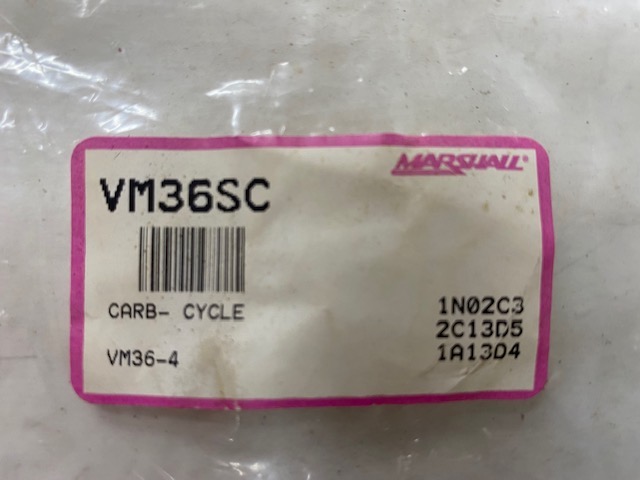 MARSHALL®
VM36SC
CARB- CYCLE
VM36-4
1N02C3
2C13D5
1A13D4